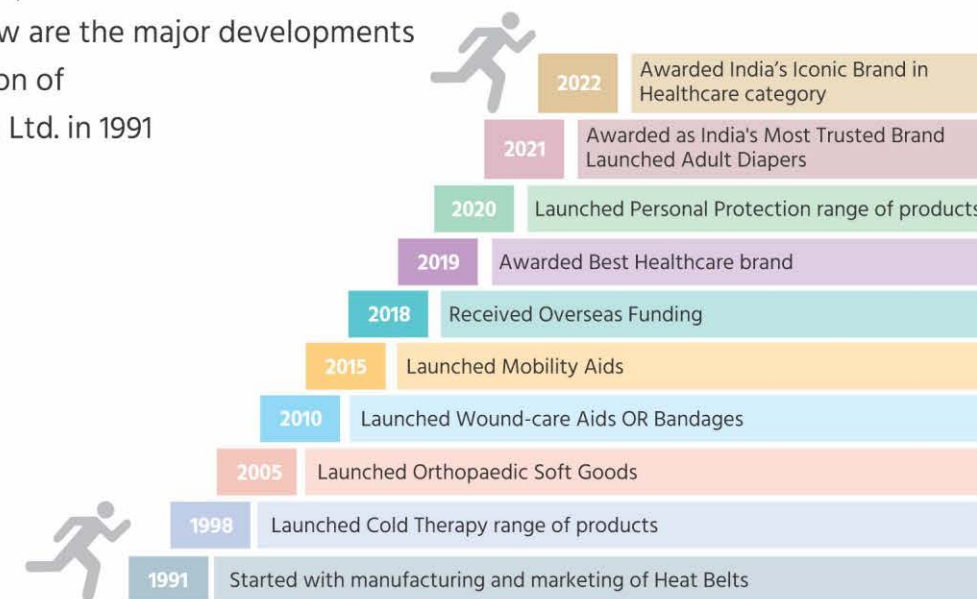 are the major developments
of
Ltd. in 1991
2022
Awarded India’s Iconic Brand in
Healthcare category
2021
Awarded as India's Most Trusted Brand
Launched Adult Diapers
2020
Launched Personal Protection range of products
2019
Awarded Best Healthcare brand
2018
Received Overseas Funding
2015
Launched Mobility Aids
2010
Launched Wound-care Aids OR Bandages
2005
Launched Orthopaedic Soft Goods
1998
Launched Cold Therapy range of products
1991
Started with manufacturing and marketing of Heat Belts